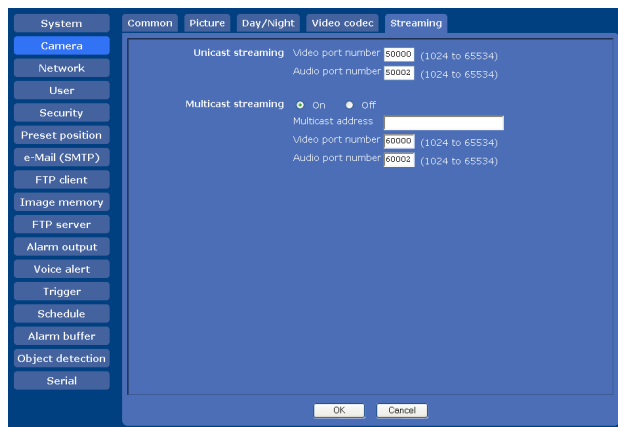 System
Camera
Network
User
Security
Preset position
e-Mail (SMTP)
FTP client
Image memory
FTP server
Alarm output
Voice alert
Trigger
Schedule
Alarm buffer
Object detection
Serial
Common Picture Day/Night Video codec Streaming
Unicast streaming Video port number 50000 (1024 to 65534)
Audio port number 50002 (1024 to 65534)
Multicast streaming On Off
Multicast address
Video port number 60000 (1024 to 65534)
Audio port number 60002 (1024 to 65534)
OK Cancel